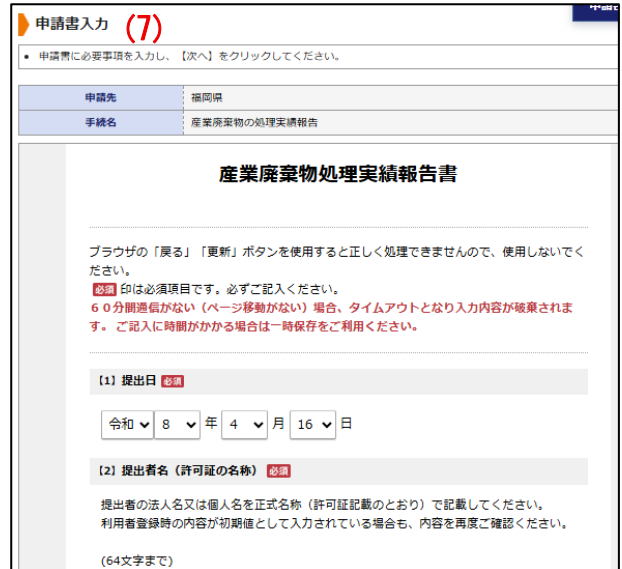 申請書入力 (7)
• 申請書に必要事項を入力し、【次へ】をクリックしてください。
申請先 福岡県
手続名 産業廃棄物の処理実績報告
産業廃棄物処理実績報告書
ブラウザの「戻る」「更新」ボタンを使用すると正しく処理できませんので、使用しないでく
ださい。
必須 印は必須項目です。必ずご記入ください。
６０分間通信がない（ページ移動がない）場合、タイムアウトとなり入力内容が破棄されま
す。 ご記入に時間がかかる場合は一時保存をご利用ください。
【1】提出日 必須
令和 8 年 4 月 16 日
【2】提出者名（許可証の名称） 必須
提出者の法人名又は個人名を正式名称（許可証記載のとおり）で記載してください。
利用者登録時の内容が初期値として入力されている場合も、内容を再度ご確認ください。
(64文字まで)